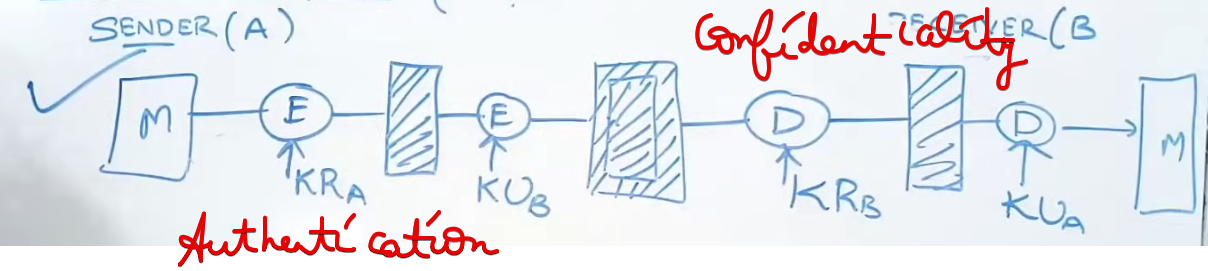 SENDER (A)
Confidentiality
(B
M
E
E
D
D
M
KRA
KUB
KRB
KUA
Authentication